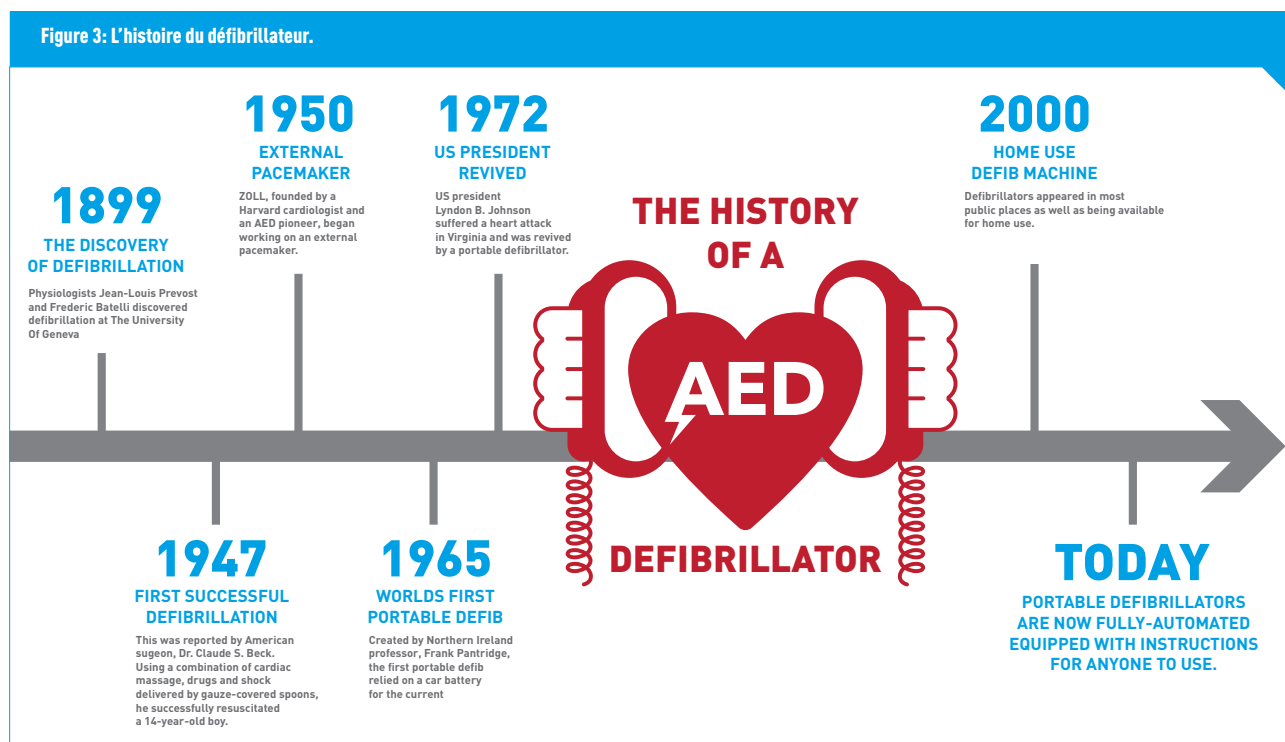 Figure 3: L'histoire du défibrillateur.
1899
THE DISCOVERY
OF DEFIBRILLATION
Physiologists Jean-Louis Prevost
and Frederic Batelli discovered
defibrillation at The University
Of Geneva
1947
FIRST SUCCESSFUL
DEFIBRILLATION
This was reported by American
sugeon, Dr. Claude S. Beck.
Using a combination of cardiac
massage, drugs and shock
delivered by gauze-covered spoons,
he successfully resuscitated
a 14-year-old boy.
1950
EXTERNAL
PACEMAKER
ZOLL, founded by a
Harvard cardiologist and
an AED pioneer, began
working on an external
pacemaker.
1965
WORLDS FIRST
PORTABLE DEFIB
Created by Northern Ireland
professor, Frank Pantridge,
the first portable defib
relied on a car battery
for the current
1972
US PRESIDENT
REVIVED
US president
Lyndon B. Johnson
suffered a heart attack
in Virginia and was revived
by a portable defibrillator.
THE HISTORY
OF A
AED
DEFIBRILLATOR
2000
HOME USE
DEFIB MACHINE
Defibrillators appeared in most
public places as well as being available
for home use.
TODAY
PORTABLE DEFIBRILLATORS
ARE NOW FULLY-AUTOMATED
EQUIPPED WITH INSTRUCTIONS
FOR ANYONE TO USE.